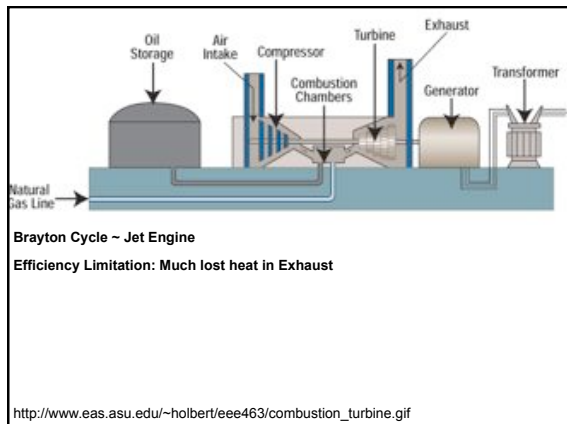 Oil
Storage
Air
Intake
Compressor
Combustion
Chambers
Turbine
Exhaust
Generator
Transformer
Natural
Gas Line
Brayton Cycle ~ Jet Engine
Efficiency Limitation: Much lost heat in Exhaust
http://www.eas.asu.edu/~holbert/eee463/combustion_turbine.gif